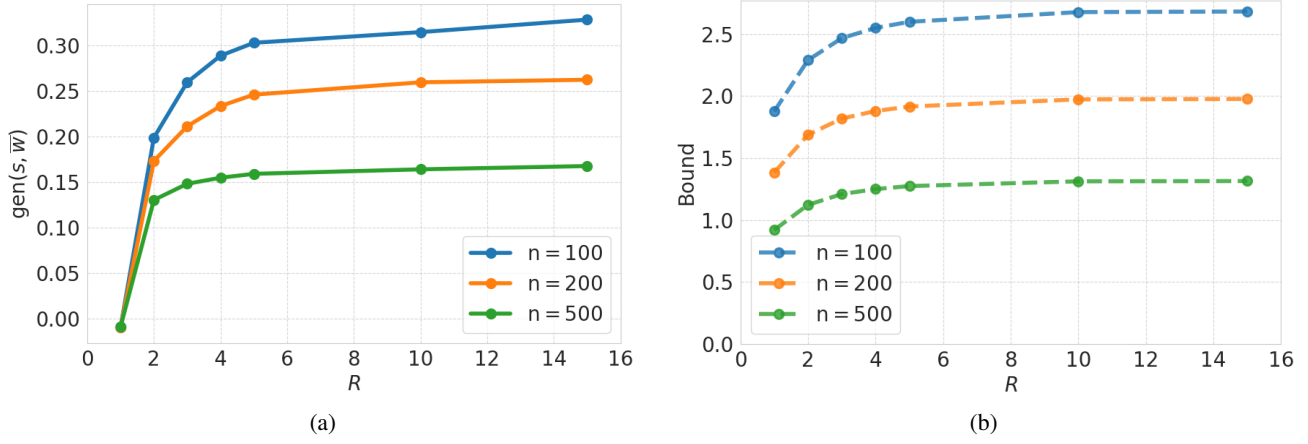 0.30
0.25
0.20
0.15
0.10
0.05
0.00
gen(s, w̅)
n = 100
n = 200
n = 500
0 2 4 6 8 10 12 14 16
R
(a)
2.5
2.0
1.5
1.0
0.5
0.0
Bound
n = 100
n = 200
n = 500
0 2 4 6 8 10 12 14 16
R
(b)